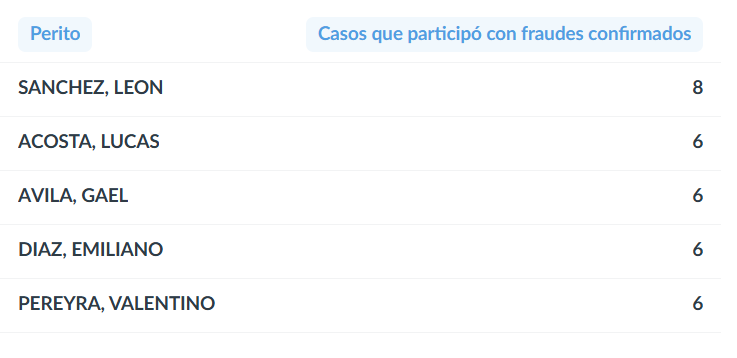 Perito Casos que participó con fraudes confirmados
SANCHEZ, LEON 8
ACOSTA, LUCAS 6
AVILA, GAEL 6
DIAZ, EMILIANO 6
PEREYRA, VALENTINO 6